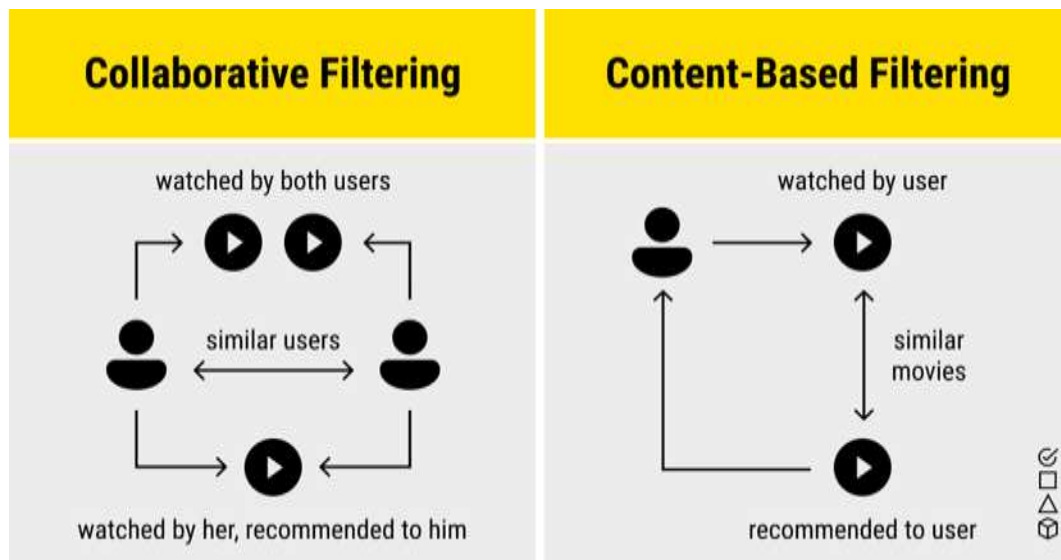 Collaborative Filtering
watched by both users
similar users
watched by her, recommended to him
Content-Based Filtering
watched by user
similar
movies
recommended to user